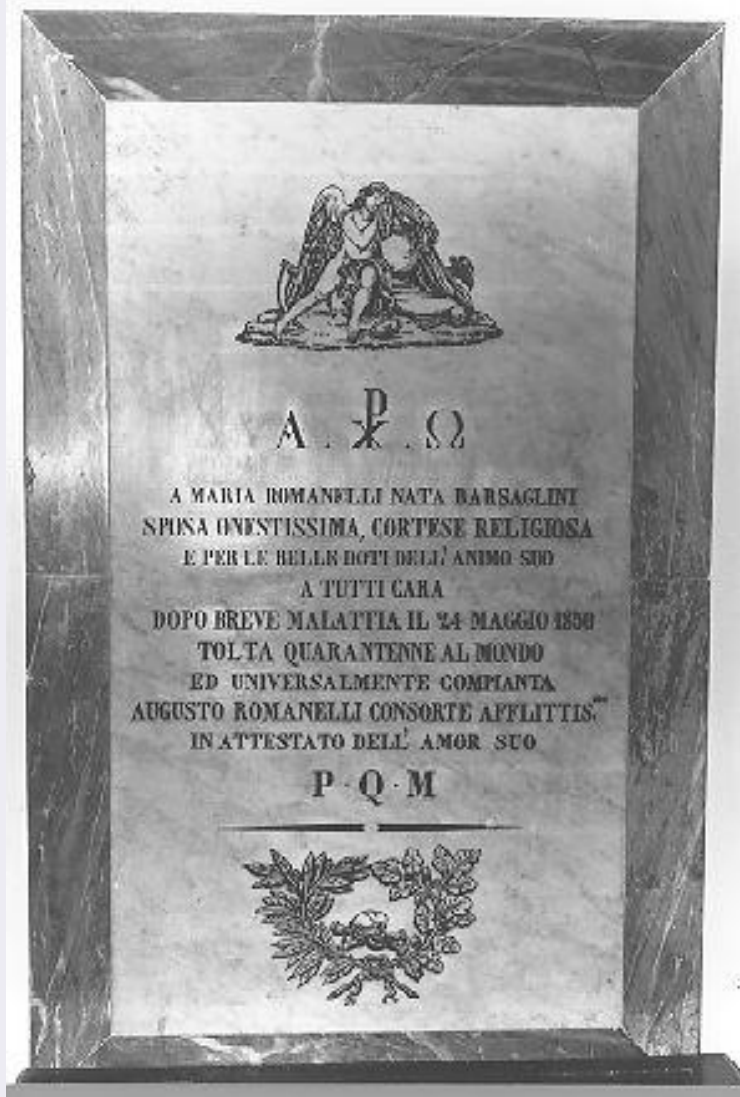 Α . ☧ . Ω
A MARIA ROMANELLI NATA BARSAGLINI
SPOSA ONESTISSIMA, CORTESE RELIGIOSA
E PER LE BELLE DOTI DELL' ANIMO SUO
A TUTTI CARA
DOPO BREVE MALATTIA IL 24 MAGGIO 1850
TOLTA QUARANTENNE AL MONDO
ED UNIVERSALMENTE COMPIANTA
AUGUSTO ROMANELLI CONSORTE AFFLITTIS.mo
IN ATTESTATO DELL' AMOR SUO
P · Q · M